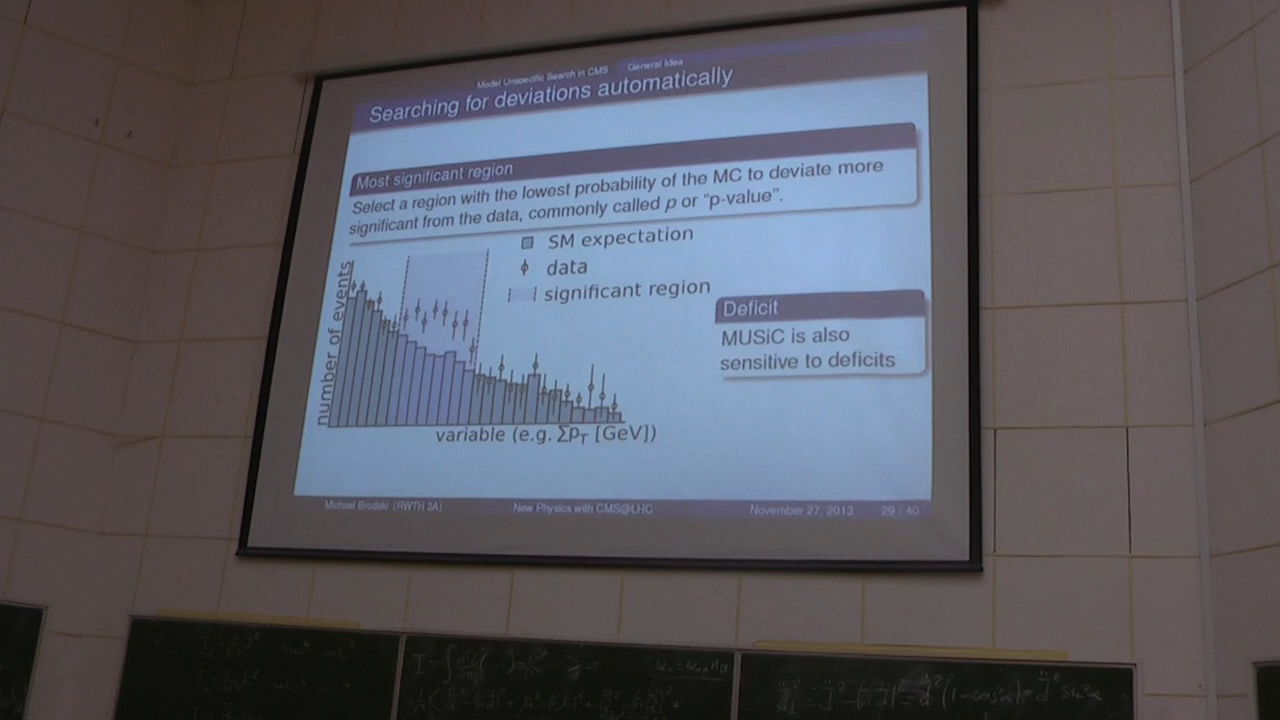 Model Unspecific Search in CMS General Idea
Searching for deviations automatically
Most significant region
Select a region with the lowest probability of the MC to deviate more
significant from the data, commonly called p or “p-value”.
SM expectation
data
significant region
number of events
variable (e.g. Σp_T [GeV])
Deficit
MUSiC is also
sensitive to deficits
Michael Brodski (RWTH 3A) New Physics with CMS@LHC November 27, 2013 29 / 40